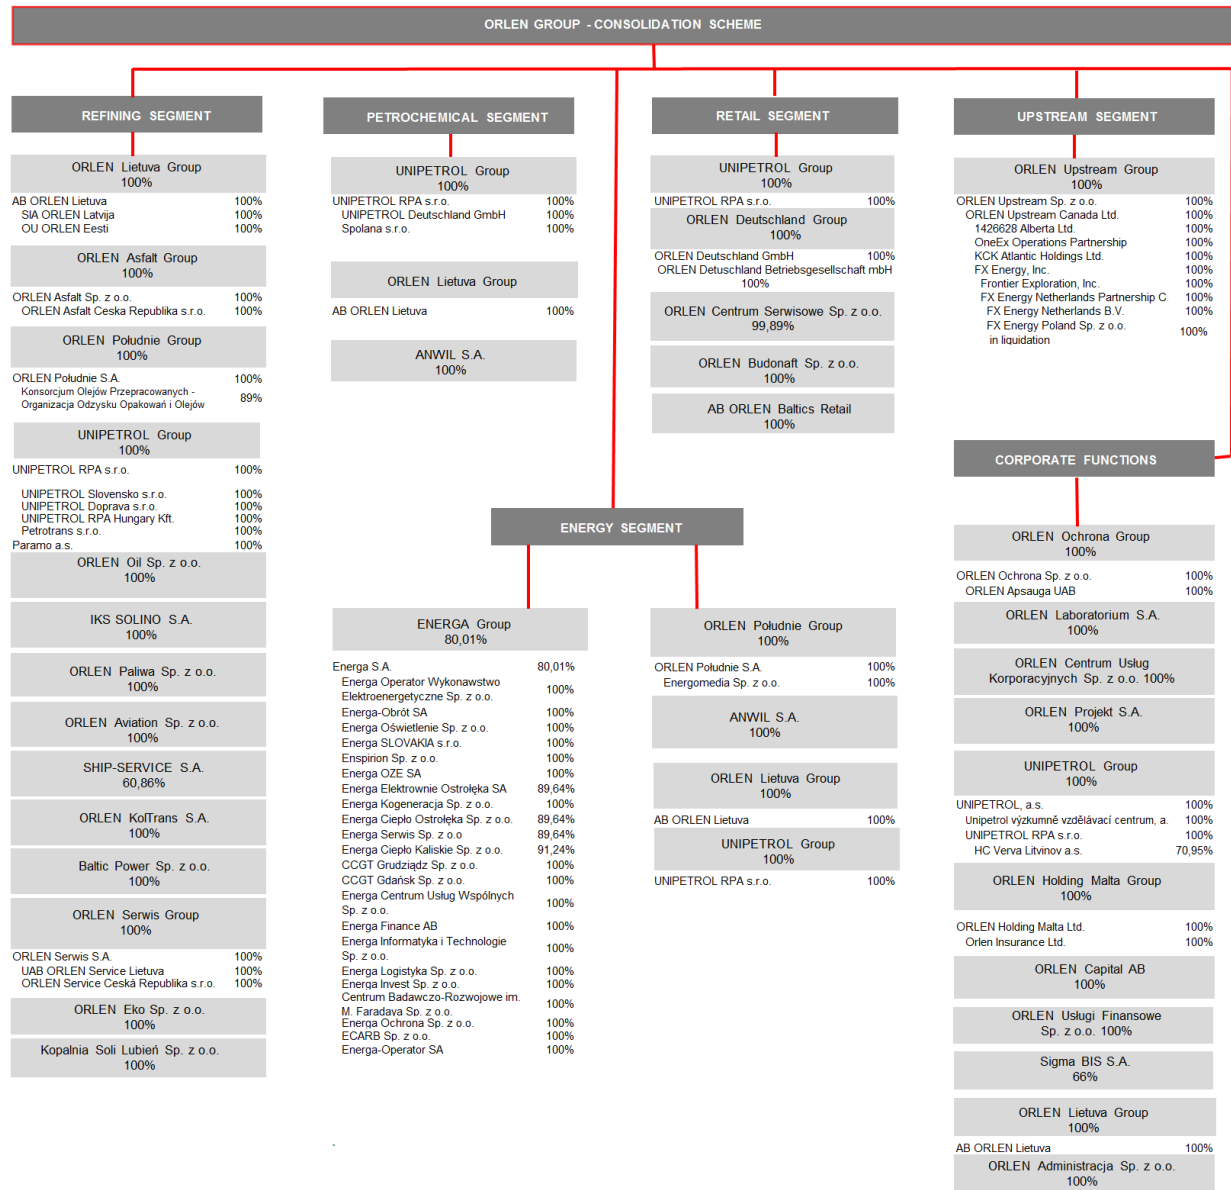 ORLEN GROUP - CONSOLIDATION SCHEME
REFINING SEGMENT
ORLEN Lietuva Group
100%
AB ORLEN Lietuva 100%
SIA ORLEN Latvija 100%
OU ORLEN Eesti 100%
ORLEN Asfalt Group
100%
ORLEN Asfalt Sp. z o.o. 100%
ORLEN Asfalt Ceska Republika s.r.o. 100%
ORLEN Południe Group
100%
ORLEN Południe S.A. 100%
Konsorcjum Olejów Przepracowanych -
Organizacja Odzysku Opakowań i Olejów 89%
UNIPETROL Group
100%
UNIPETROL RPA s.r.o. 100%
UNIPETROL Slovensko s.r.o. 100%
UNIPETROL Doprava s.r.o. 100%
UNIPETROL RPA Hungary Kft. 100%
Petrotrans s.r.o. 100%
Paramo a.s. 100%
ORLEN Oil Sp. z o.o.
100%
IKS SOLINO S.A.
100%
ORLEN Paliwa Sp. z o.o.
100%
ORLEN Aviation Sp. z o.o.
100%
SHIP-SERVICE S.A.
60,86%
ORLEN KolTrans S.A.
100%
Baltic Power Sp. z o.o.
100%
ORLEN Serwis Group
100%
ORLEN Serwis S.A. 100%
UAB ORLEN Service Lietuva 100%
ORLEN Service Ceská Republika s.r.o. 100%
ORLEN Eko Sp. z o.o.
100%
Kopalnia Soli Lubień Sp. z o.o.
100%
PETROCHEMICAL SEGMENT
UNIPETROL Group
100%
UNIPETROL RPA s.r.o. 100%
UNIPETROL Deutschland GmbH 100%
Spolana s.r.o. 100%
ORLEN Lietuva Group
AB ORLEN Lietuva 100%
ANWIL S.A.
100%
RETAIL SEGMENT
UNIPETROL Group
100%
UNIPETROL RPA s.r.o. 100%
ORLEN Deutschland Group
100%
ORLEN Deutschland GmbH 100%
ORLEN Detuschland Betriebsgesellschaft mbH
100%
ORLEN Centrum Serwisowe Sp. z o.o.
99,89%
ORLEN Budonaft Sp. z o.o.
100%
AB ORLEN Baltics Retail
100%
UPSTREAM SEGMENT
ORLEN Upstream Group
100%
ORLEN Upstream Sp. z o.o. 100%
ORLEN Upstream Canada Ltd. 100%
1426628 Alberta Ltd. 100%
OneEx Operations Partnership 100%
KCK Atlantic Holdings Ltd. 100%
FX Energy, Inc. 100%
Frontier Exploration, Inc. 100%
FX Energy Netherlands Partnership C. 100%
FX Energy Netherlands B.V. 100%
FX Energy Poland Sp. z o.o. 100%
in liquidation
ENERGY SEGMENT
ENERGA Group
80,01%
Energa S.A. 80,01%
Energa Operator Wykonawstwo
Elektroenergetyczne Sp. z o.o. 100%
Energa-Obrót SA 100%
Energa Oświetlenie Sp. z o.o. 100%
Energa SLOVAKIA s.r.o. 100%
Enspirion Sp. z o.o. 100%
Energa OZE SA 100%
Energa Elektrownie Ostrołęka SA 89,64%
Energa Kogeneracja Sp. z o.o. 100%
Energa Ciepło Ostrołęka Sp. z o.o. 89,64%
Energa Serwis Sp. z o.o 89,64%
Energa Ciepło Kaliskie Sp. z o.o. 91,24%
CCGT Grudziądz Sp. z o.o. 100%
CCGT Gdańsk Sp. z o.o. 100%
Energa Centrum Usług Wspólnych
Sp. z o.o. 100%
Energa Finance AB 100%
Energa Informatyka i Technologie
Sp. z o.o. 100%
Energa Logistyka Sp. z o.o. 100%
Energa Invest Sp. z o.o. 100%
Centrum Badawczo-Rozwojowe im.
M. Faradaya Sp. z o.o. 100%
Energa Ochrona Sp. z o.o. 100%
ECARB Sp. z o.o. 100%
Energa-Operator SA 100%
ORLEN Południe Group
100%
ORLEN Południe S.A. 100%
Energomedia Sp. z o.o. 100%
ANWIL S.A.
100%
ORLEN Lietuva Group
100%
AB ORLEN Lietuva 100%
UNIPETROL Group
100%
UNIPETROL RPA s.r.o. 100%
CORPORATE FUNCTIONS
ORLEN Ochrona Group
100%
ORLEN Ochrona Sp. z o.o. 100%
ORLEN Apsauga UAB 100%
ORLEN Laboratorium S.A.
100%
ORLEN Centrum Usług
Korporacyjnych Sp. z o.o. 100%
ORLEN Projekt S.A.
100%
UNIPETROL Group
100%
UNIPETROL, a.s. 100%
Unipetrol výzkumně vzdělávací centrum, a. 100%
UNIPETROL RPA s.r.o. 100%
HC Verva Litvinov a.s. 70,95%
ORLEN Holding Malta Group
100%
ORLEN Holding Malta Ltd. 100%
Orlen Insurance Ltd. 100%
ORLEN Capital AB
100%
ORLEN Usługi Finansowe
Sp. z o.o. 100%
Sigma BIS S.A.
66%
ORLEN Lietuva Group
100%
AB ORLEN Lietuva 100%
ORLEN Administracja Sp. z o.o.
100%